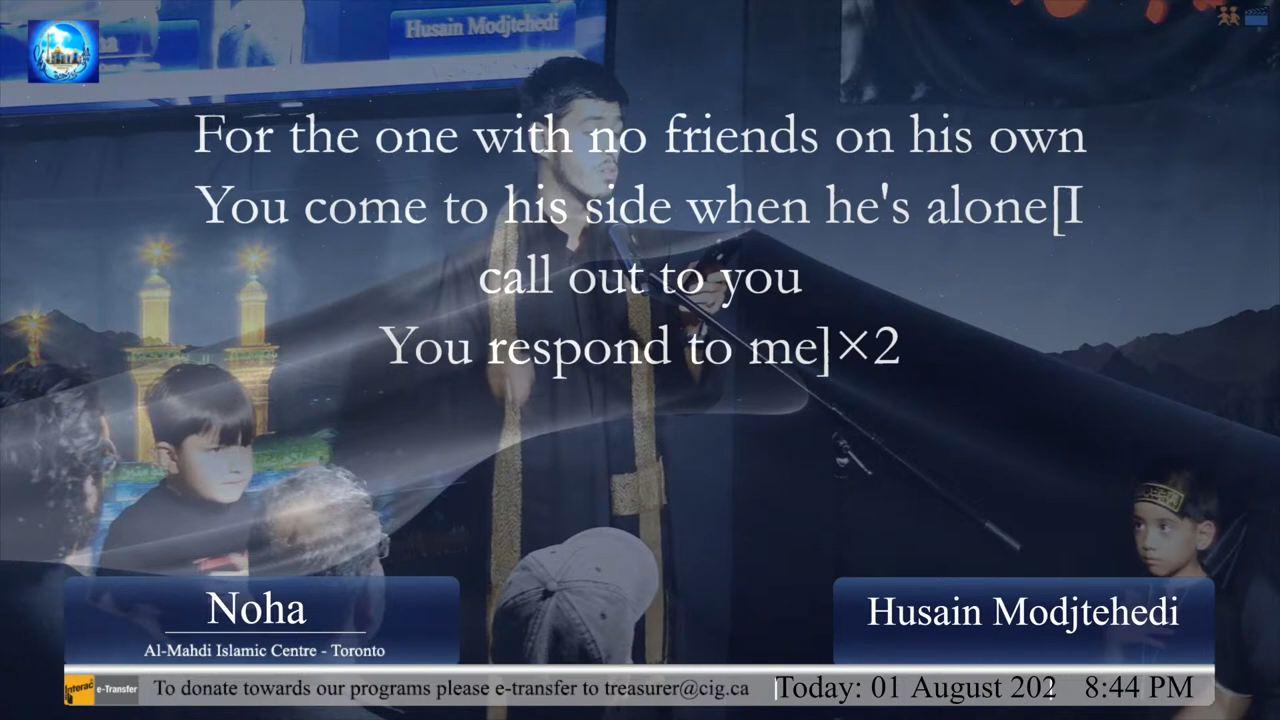 Husain Modjtehedi
For the one with no friends on his own
You come to his side when he's alone[I
call out to you
You respond to me]×2
Noha
Al-Mahdi Islamic Centre - Toronto
Husain Modjtehedi
Interac e-Transfer
To donate towards our programs please e-transfer to treasurer@cig.ca
Today: 01 August 202 8:44 PM